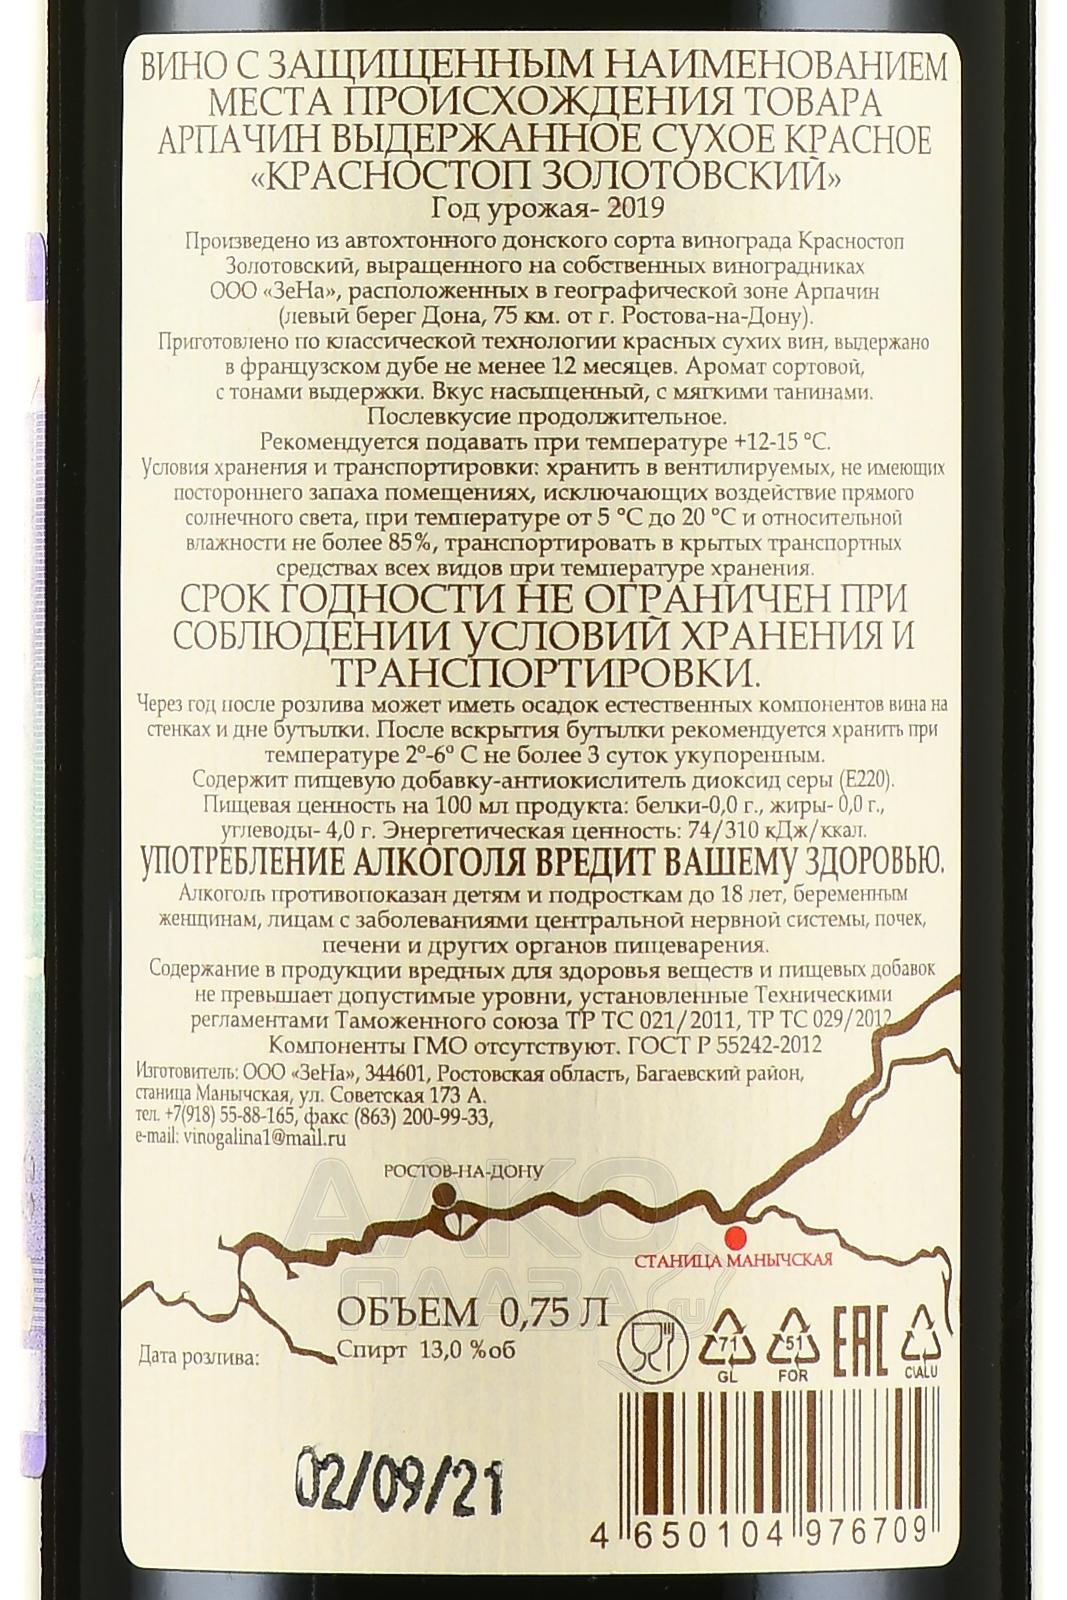 ВИНО С ЗАЩИЩЕННЫМ НАИМЕНОВАНИЕМ
МЕСТА ПРОИСХОЖДЕНИЯ ТОВАРА
АРПАЧИН ВЫДЕРЖАННОЕ СУХОЕ КРАСНОЕ
«КРАСНОСТОП ЗОЛОТОВСКИЙ»
Год урожая- 2019
Произведено из автохтонного донского сорта винограда Красностоп
Золотовский, выращенного на собственных виноградниках
ООО «ЗеНа», расположенных в географической зоне Арпачин
(левый берег Дона, 75 км. от г. Ростова-на-Дону).
Приготовлено по классической технологии красных сухих вин, выдержано
в французском дубе не менее 12 месяцев. Аромат сортовой,
с тонами выдержки. Вкус насыщенный, с мягкими танинами.
Послевкусие продолжительное.
Рекомендуется подавать при температуре +12-15 °С.
Условия хранения и транспортировки: хранить в вентилируемых, не имеющих
постороннего запаха помещениях, исключающих воздействие прямого
солнечного света, при температуре от 5 °С до 20 °С и относительной
влажности не более 85%, транспортировать в крытых транспортных
средствах всех видов при температуре хранения.
СРОК ГОДНОСТИ НЕ ОГРАНИЧЕН ПРИ
СОБЛЮДЕНИИ УСЛОВИЙ ХРАНЕНИЯ И
ТРАНСПОРТИРОВКИ.
Через год после розлива может иметь осадок естественных компонентов вина на
стенках и дне бутылки. После вскрытия бутылки рекомендуется хранить при
температуре 2°-6° С не более 3 суток укупоренным.
Содержит пищевую добавку-антиокислитель диоксид серы (Е220).
Пищевая ценность на 100 мл продукта: белки-0,0 г., жиры- 0,0 г.,
углеводы- 4,0 г. Энергетическая ценность: 74/310 кДж/ккал.
УПОТРЕБЛЕНИЕ АЛКОГОЛЯ ВРЕДИТ ВАШЕМУ ЗДОРОВЬЮ.
Алкоголь противопоказан детям и подросткам до 18 лет, беременным
женщинам, лицам с заболеваниями центральной нервной системы, почек,
печени и других органов пищеварения.
Содержание в продукции вредных для здоровья веществ и пищевых добавок
не превышает допустимые уровни, установленные Техническими
регламентами Таможенного союза ТР ТС 021/2011, ТР ТС 029/2012
Компоненты ГМО отсутствуют. ГОСТ Р 55242-2012
Изготовитель: ООО «ЗеНа», 344601, Ростовская область, Багаевский район,
станица Манычская, ул. Советская 173 А.
тел. +7(918) 55-88-165, факс (863) 200-99-33,
e-mail: vinogalina1@mail.ru
РОСТОВ-НА-ДОНУ
СТАНИЦА МАНЫЧСКАЯ
АЛКО
ПЛАЗА.ru
ОБЪЕМ 0,75 Л
Спирт 13,0 %об
Дата розлива:
71
GL
51
FOR
EAC
C\ALU
02/09/21
4 650104 976709